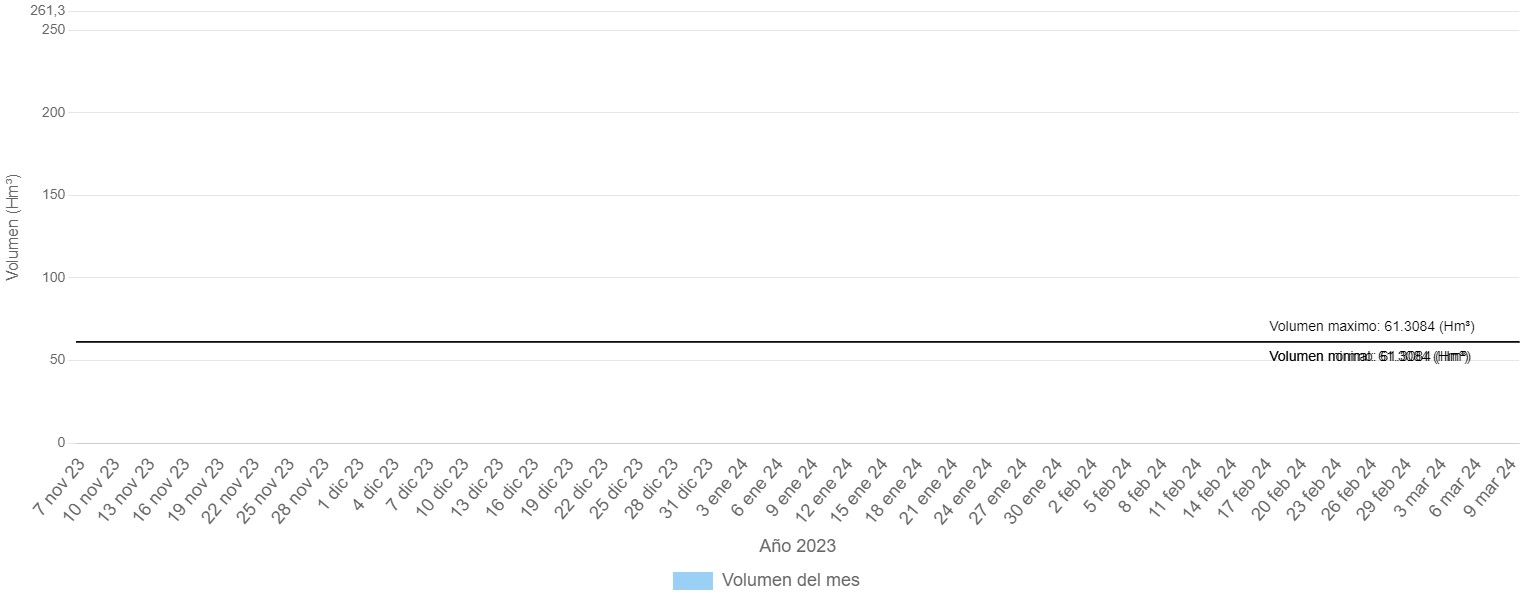 261,3
250
200
150
100
50
0
Volumen (Hm³)
Volumen maximo: 61.3084 (Hm³)
Volumen
7 nov 23
10 nov 23
13 nov 23
16 nov 23
19 nov 23
22 nov 23
25 nov 23
28 nov 23
1 dic 23
4 dic 23
7 dic 23
10 dic 23
13 dic 23
16 dic 23
19 dic 23
22 dic 23
25 dic 23
28 dic 23
31 dic 23
3 ene 24
6 ene 24
9 ene 24
12 ene 24
15 ene 24
18 ene 24
21 ene 24
24 ene 24
27 ene 24
30 ene 24
2 feb 24
5 feb 24
8 feb 24
11 feb 24
14 feb 24
17 feb 24
20 feb 24
23 feb 24
26 feb 24
29 feb 24
3 mar 24
6 mar 24
9 mar 24
Año 2023
Volumen del mes